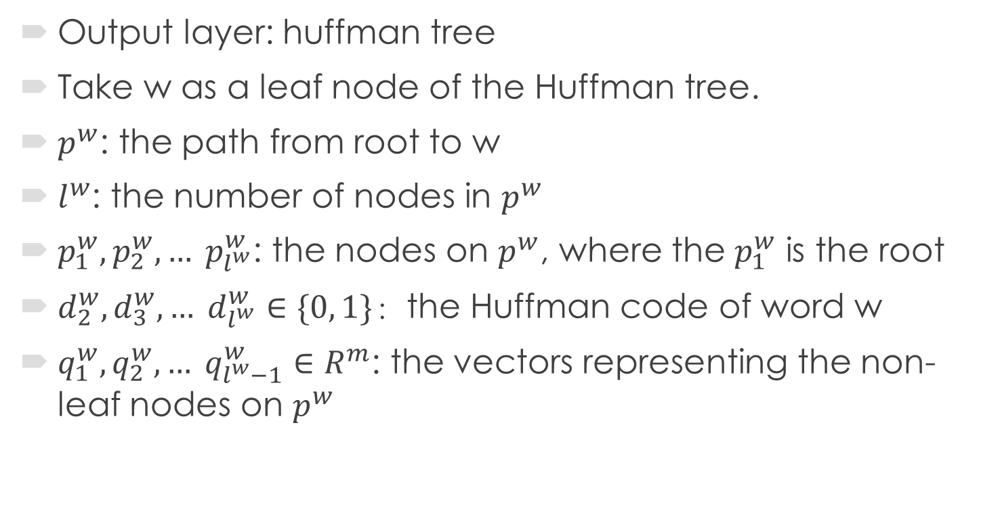 Output layer: huffman tree
Take w as a leaf node of the Huffman tree.
$p^w$: the path from root to w
$l^w$: the number of nodes in $p^w$
$p_1^w, p_2^w, \ldots\ p_{l^w}^w$: the nodes on $p^w$, where the $p_1^w$ is the root
$d_2^w, d_3^w, \ldots\ d_{l^w}^w \in \{0, 1\}$: the Huffman code of word w
$q_1^w, q_2^w, \ldots\ q_{l^w-1}^w \in R^m$: the vectors representing the non-
leaf nodes on $p^w$